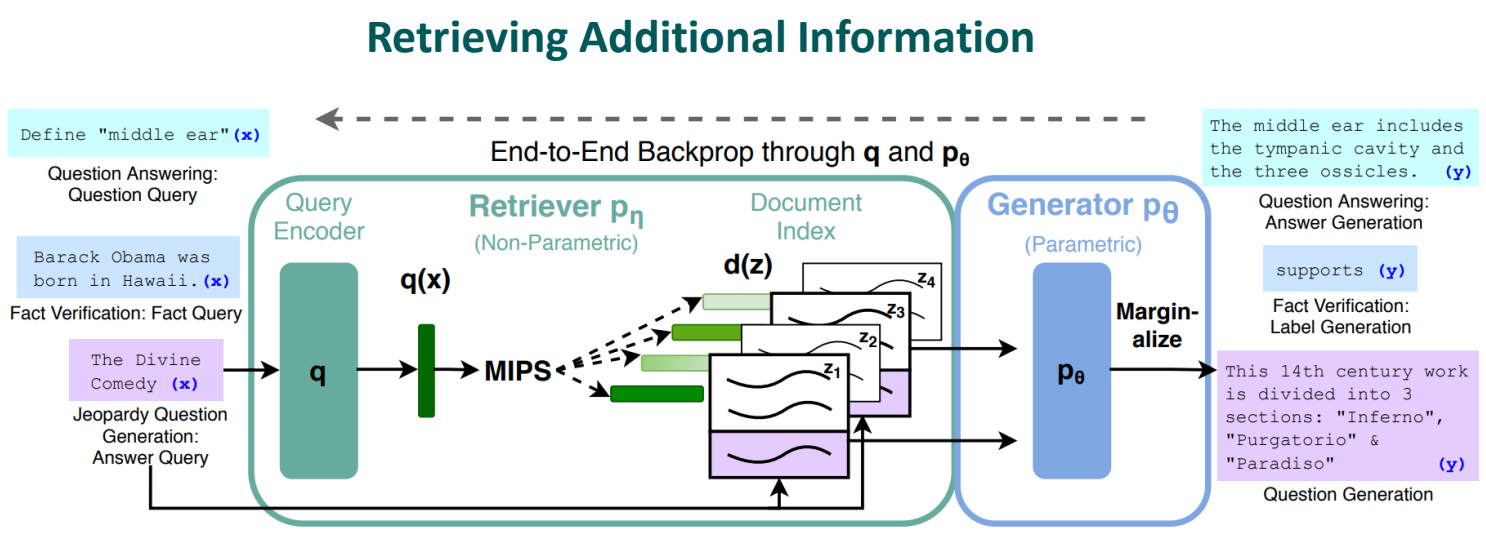 Retrieving Additional Information
Define "middle ear"(x)
Question Answering:
Question Query
Barack Obama was
born in Hawaii.(x)
Fact Verification: Fact Query
The Divine
Comedy (x)
Jeopardy Question
Generation:
Answer Query
End-to-End Backprop through q and pθ
Query
Encoder
Retriever pη
(Non-Parametric)
Document
Index
q
q(x)
MIPS
d(z)
z4
z3
z2
z1
Generator pθ
(Parametric)
pθ
Margin-
alize
The middle ear includes
the tympanic cavity and
the three ossicles. (y)
Question Answering:
Answer Generation
supports (y)
Fact Verification:
Label Generation
This 14th century work
is divided into 3
sections: "Inferno",
"Purgatorio" &
"Paradiso" (y)
Question Generation